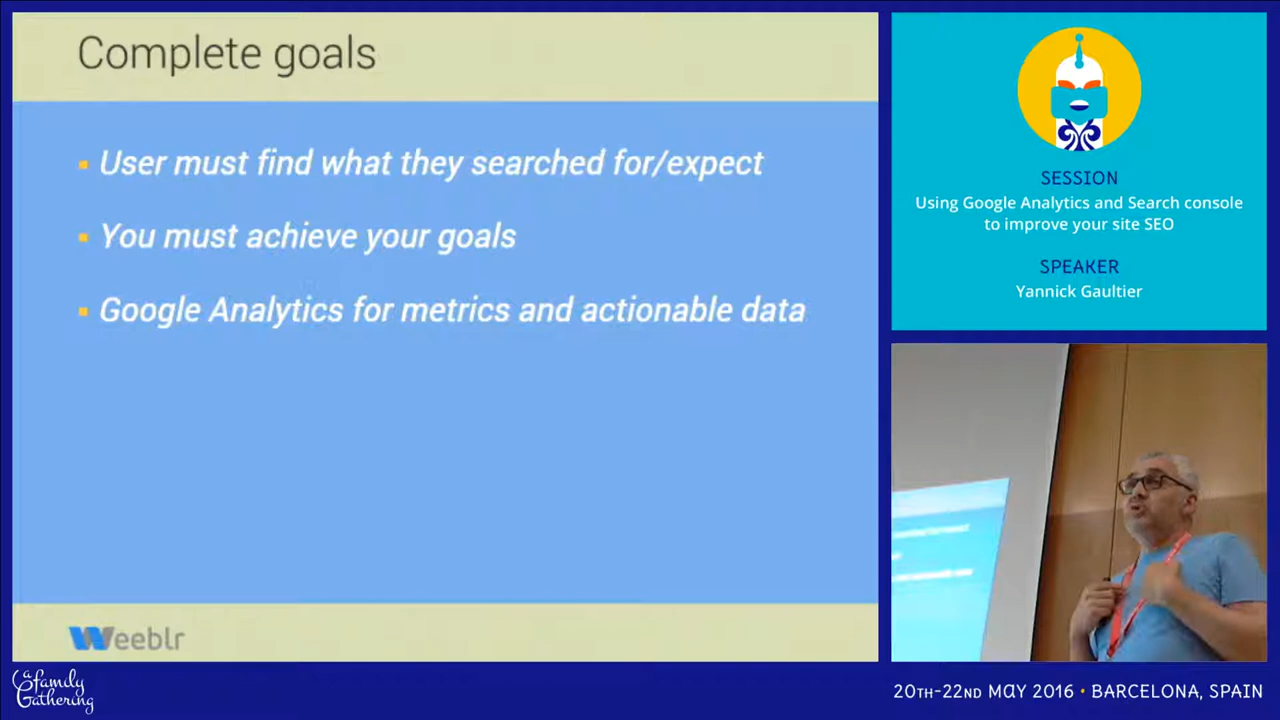 Complete goals
User must find what they searched for/expect
You must achieve your goals
Google Analytics for metrics and actionable data
Weeblr
SESSION
Using Google Analytics and Search console
to improve your site SEO
SPEAKER
Yannick Gaultier
a family
Gathering
20TH-22ND MAY 2016 • BARCELONA, SPAIN